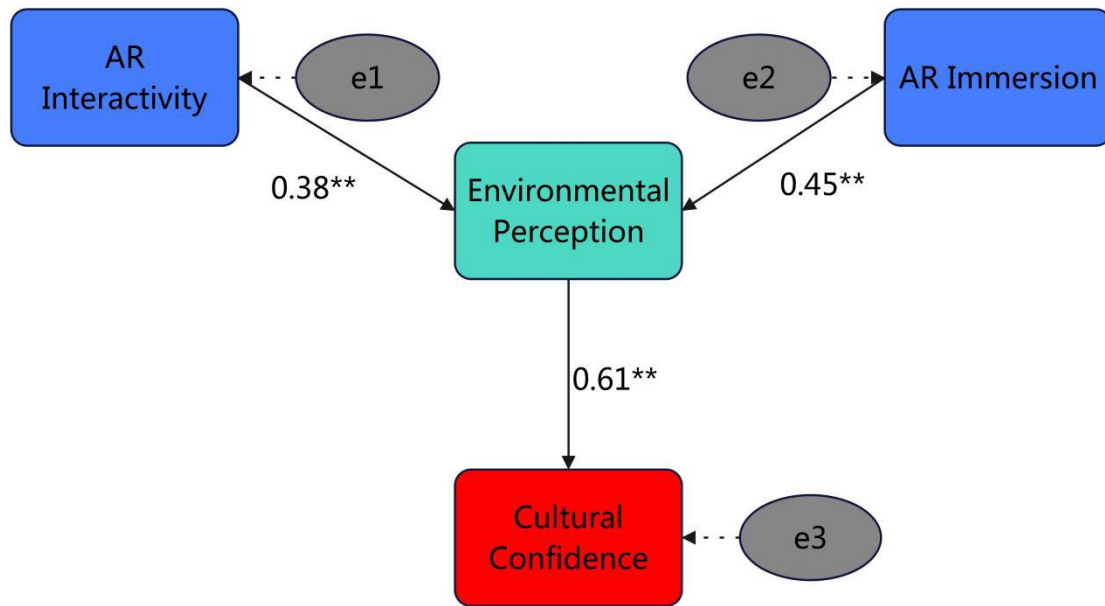 AR
Interactivity
e1
e2
AR Immersion
0.38**
Environmental
Perception
0.45**
0.61**
Cultural
Confidence
e3